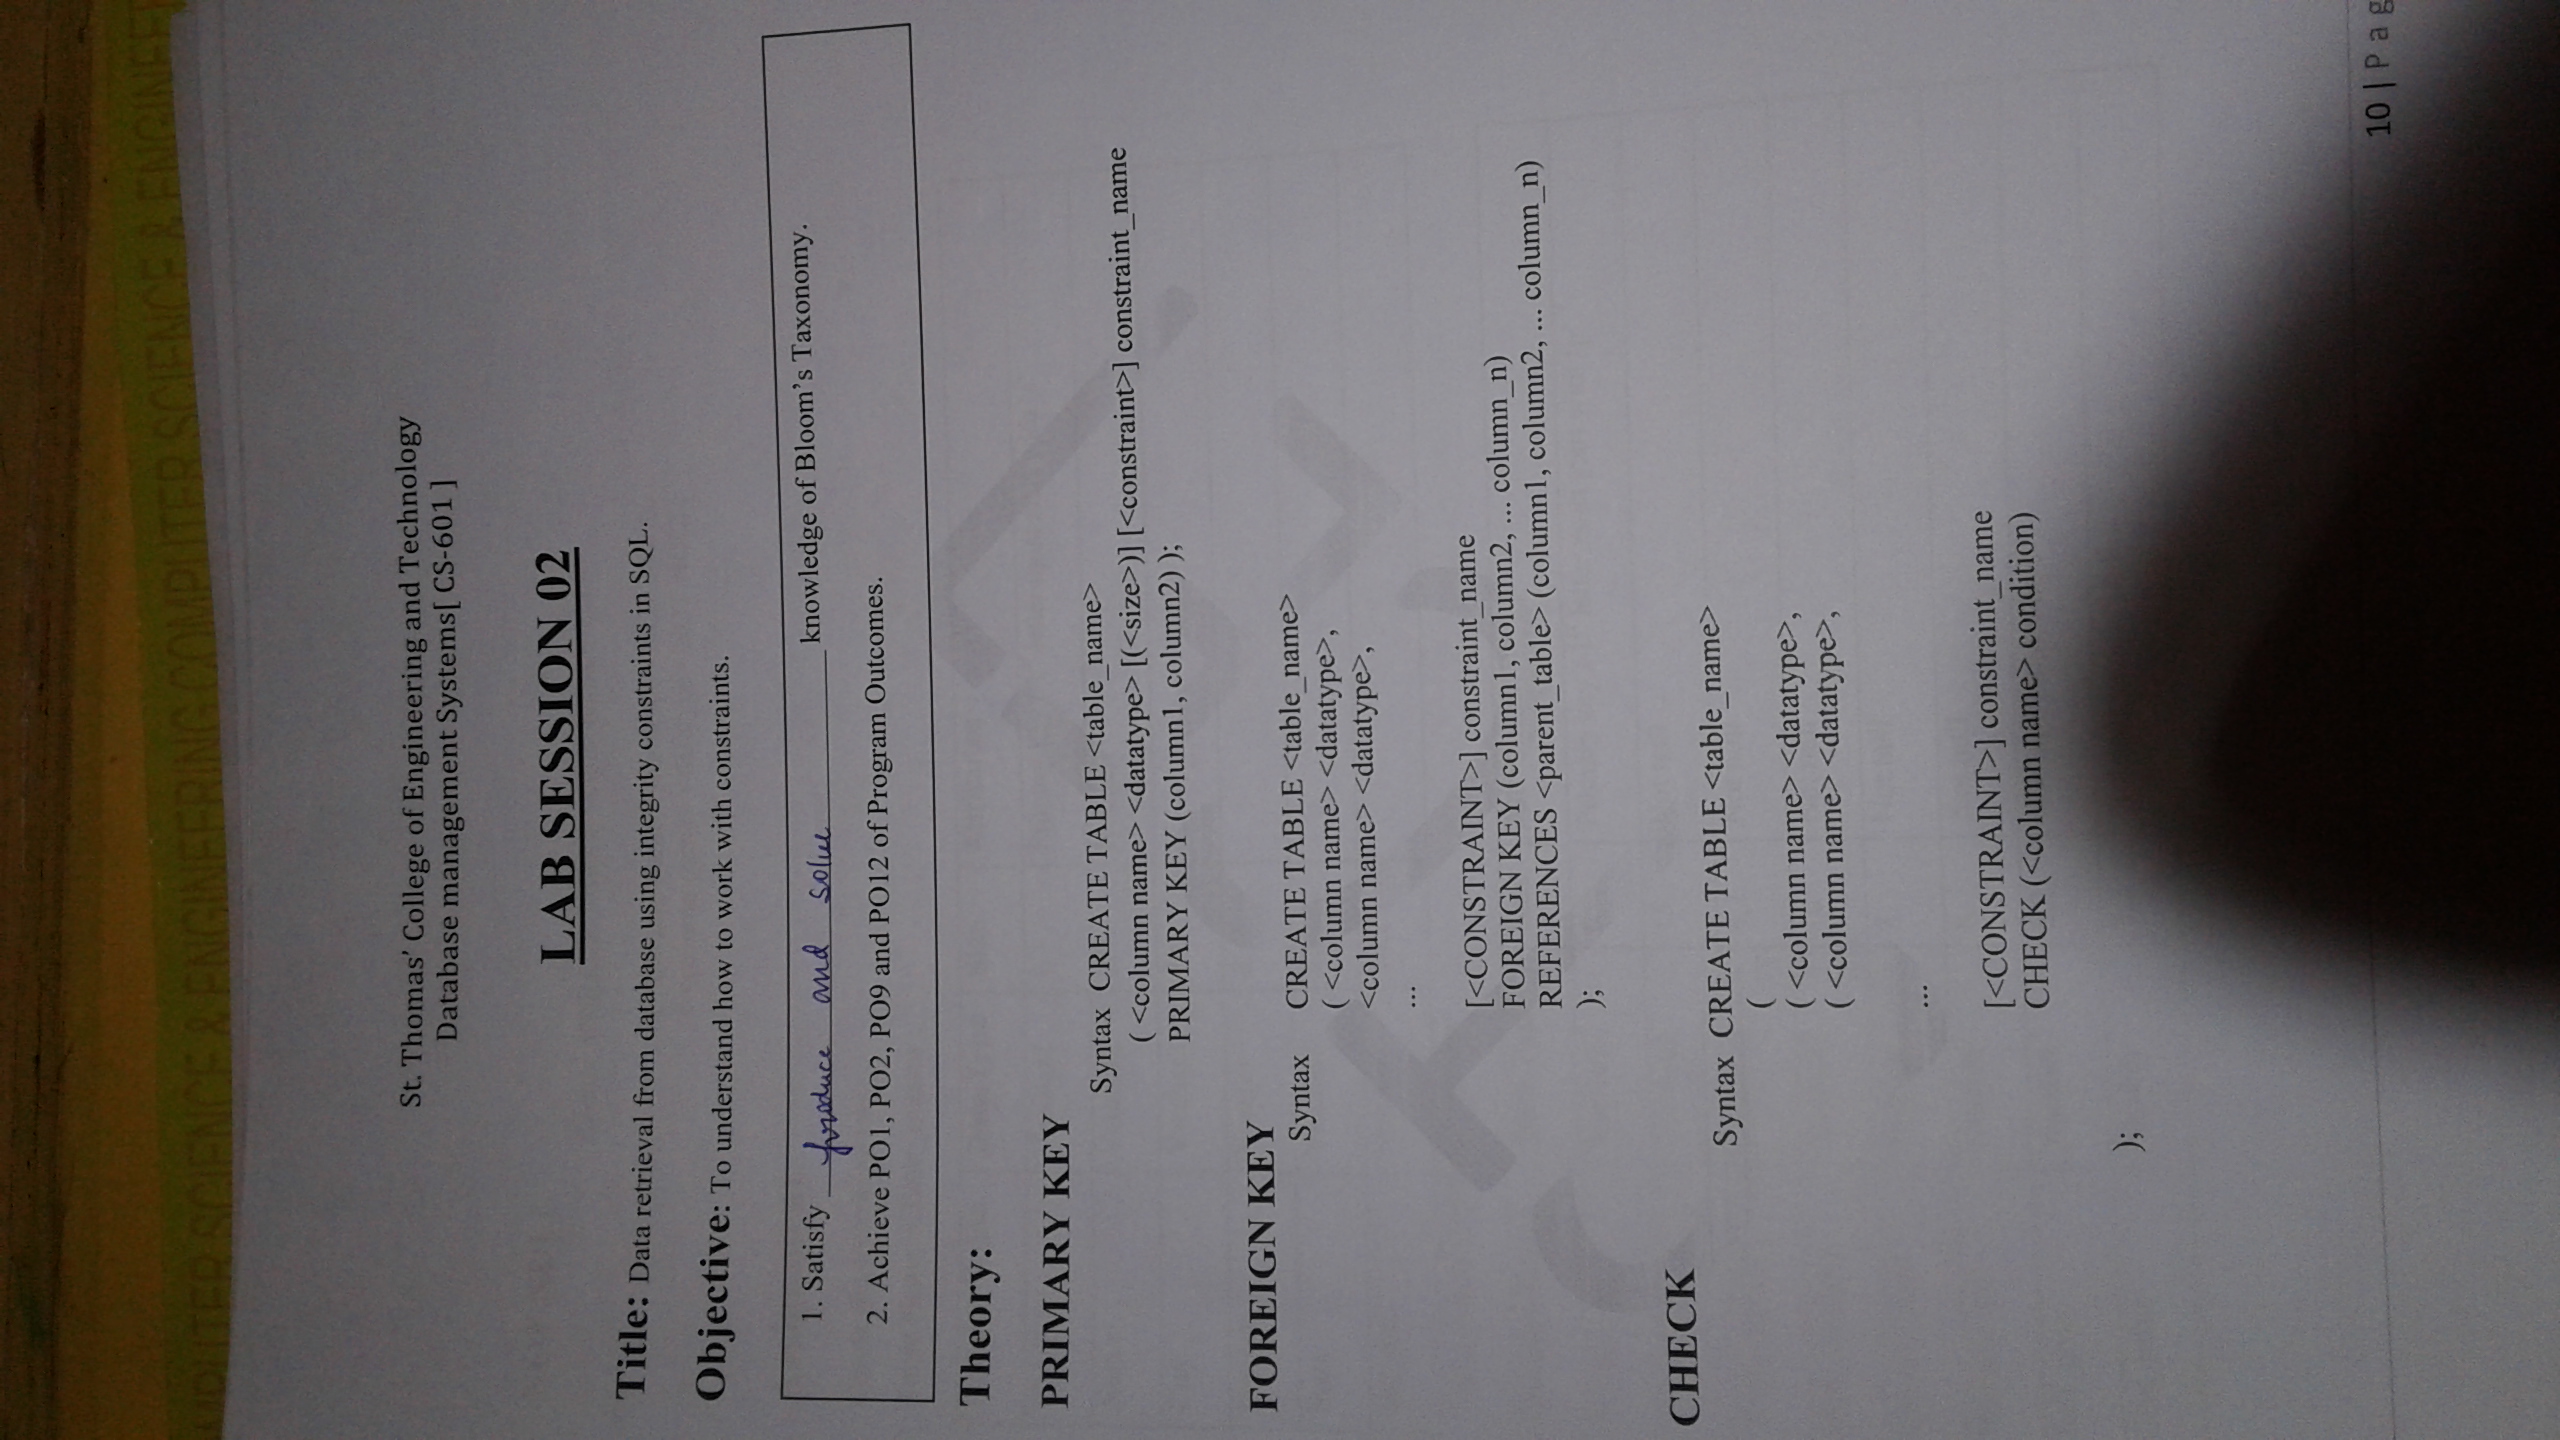 COMPUTER SCIENCE & ENGINEERING COMPUTER SCIENCE & ENGINEERI
St. Thomas' College of Engineering and Technology
Database management Systems[ CS-601 ]
LAB SESSION 02
Title: Data retrieval from database using integrity constraints in SQL.
Objective: To understand how to work with constraints.
1. Satisfy produce and solve knowledge of Bloom's Taxonomy.
2. Achieve PO1, PO2, PO9 and PO12 of Program Outcomes.
Theory:
PRIMARY KEY
Syntax CREATE TABLE <table_name>
( <column name> <datatype> [(<size>)] [<constraint>] constraint_name
PRIMARY KEY (column1, column2) );
FOREIGN KEY
Syntax CREATE TABLE <table_name>
( <column name> <datatype>,
<column name> <datatype>,
...
[<CONSTRAINT>] constraint_name
FOREIGN KEY (column1, column2, ... column_n)
REFERENCES <parent_table> (column1, column2, ... column_n)
);
CHECK
Syntax CREATE TABLE <table_name>
(
( <column name> <datatype>,
( <column name> <datatype>,
...
[<CONSTRAINT>] constraint_name
CHECK (<column name> condition)
);
10 | P a g